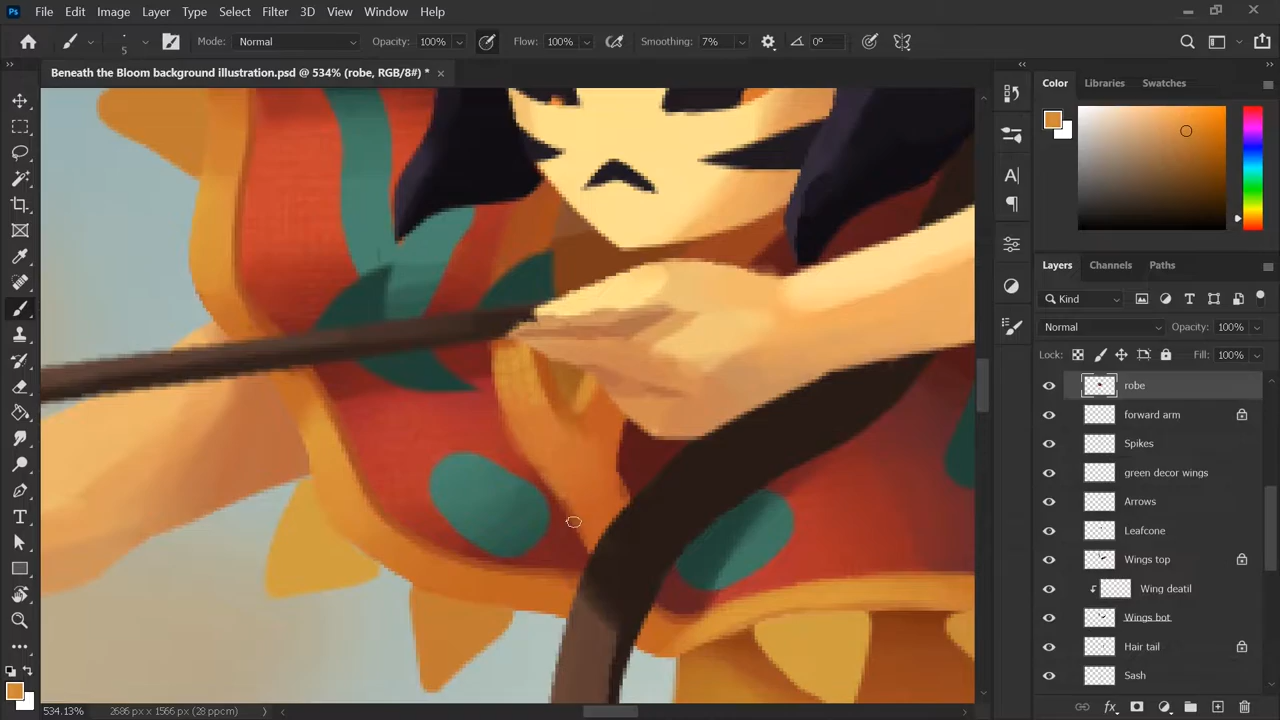 Ps File Edit Image Layer Type Select Filter 3D View Window Help
5 Mode: Normal Opacity: 100% Flow: 100% Smoothing: 7% 0°
Beneath the Bloom background illustration.psd @ 534% (robe, RGB/8#) *
Color Libraries Swatches
Layers Channels Paths
Kind
Normal Opacity: 100%
Lock: Fill: 100%
robe
forward arm
Spikes
green decor wings
Arrows
Leafcone
Wings top
Wing deatil
Wings bot
Hair tail
Sash
534.13% 2686 px x 1566 px (28 ppcm)